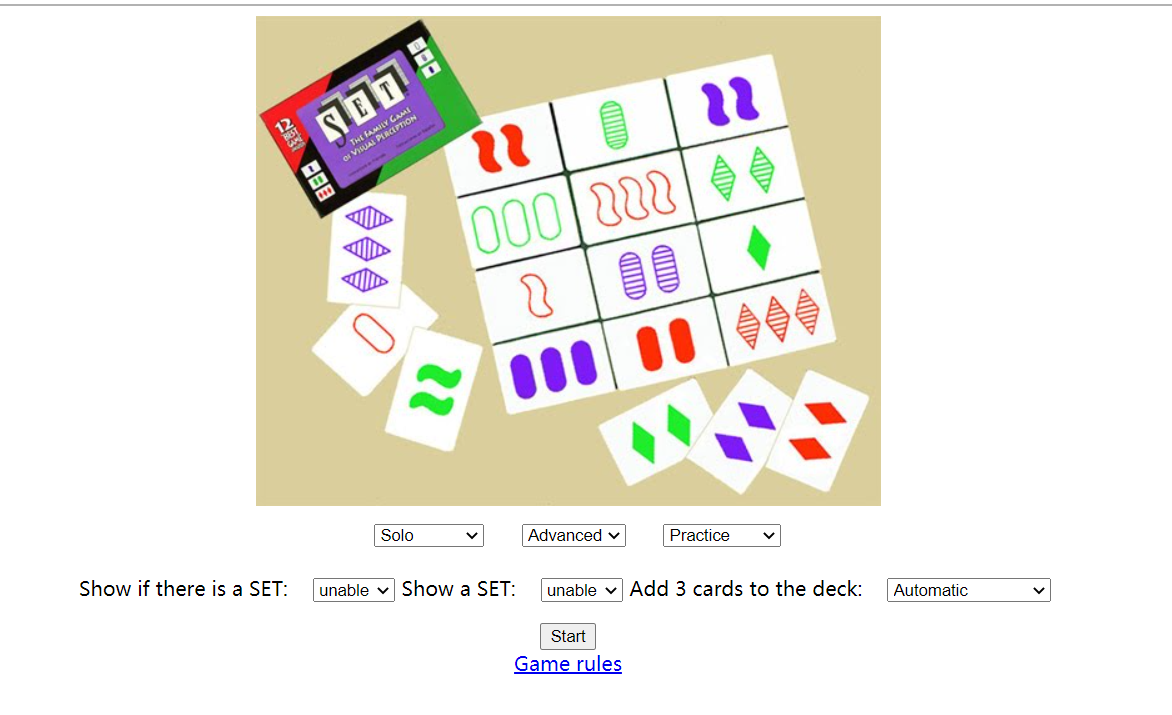 12
BEST
GAME
AWARDS
SET
THE FAMILY GAME
OF VISUAL PERCEPTION
Solo Advanced Practice
Show if there is a SET: unable Show a SET: unable Add 3 cards to the deck: Automatic
Start
Game rules